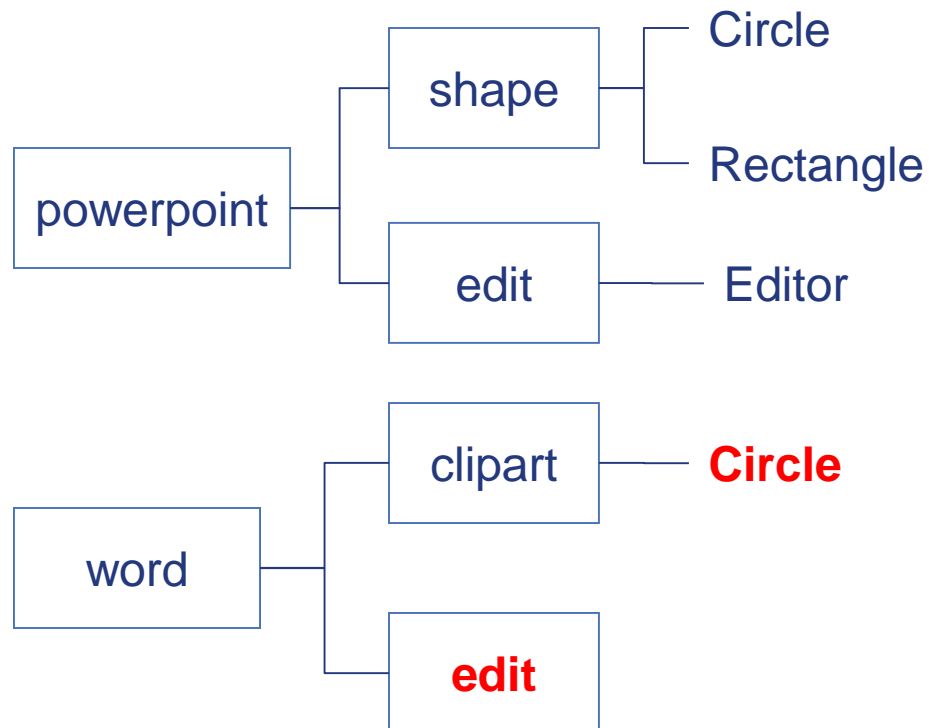 powerpoint
shape
Circle
Rectangle
edit
Editor
word
clipart
Circle
edit